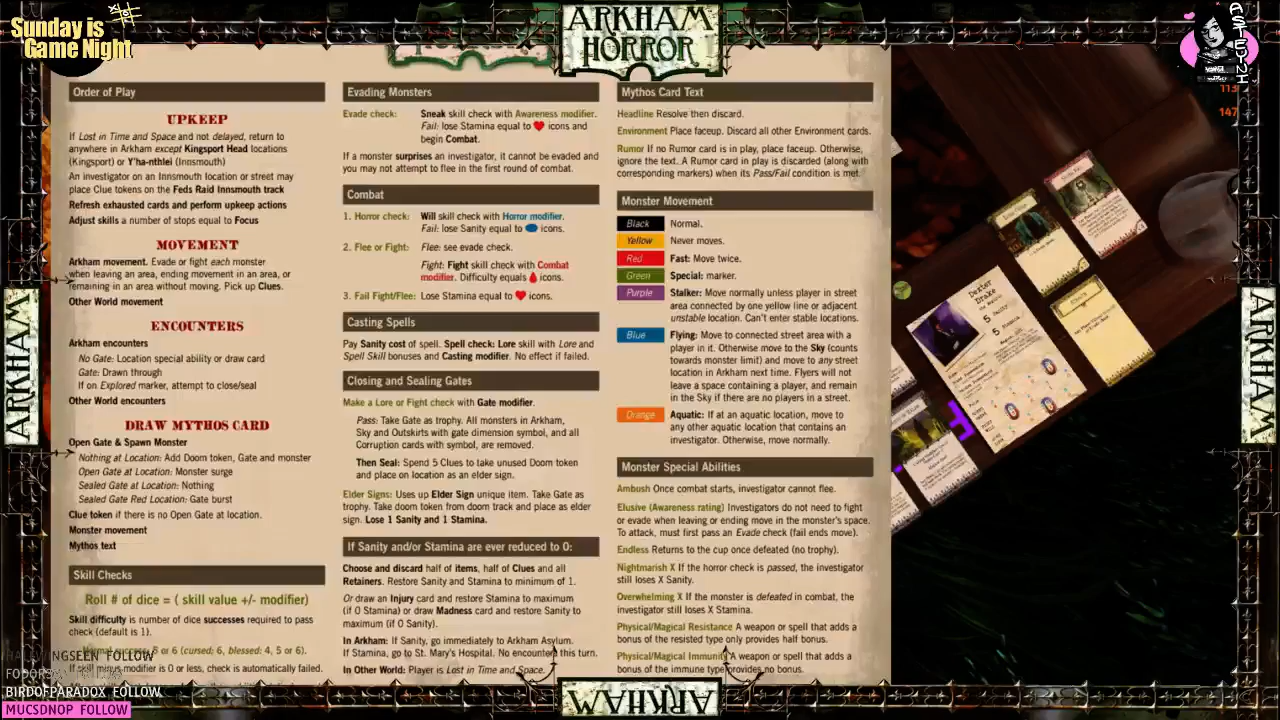 Sunday is
Game Night
ARKHAM
HORROR
ASTEDINI
113
147
Order of Play
UPKEEP
If Lost in Time and Space and not delayed, return to
anywhere in Arkham except Kingsport Head locations
(Kingsport) or Y'ha-nthlei (Innsmouth)
An investigator on an Innsmouth location or street may
place Clue tokens on the Feds Raid Innsmouth track
Refresh exhausted cards and perform upkeep actions
Adjust skills a number of stops equal to Focus
MOVEMENT
Arkham movement. Evade or fight each monster
when leaving an area, ending movement in an area, or
remaining in an area without moving. Pick up Clues.
Other World movement
ENCOUNTERS
Arkham encounters
No Gate: Location special ability or draw card
Gate: Drawn through
If on Explored marker, attempt to close/seal
Other World encounters
DRAW MYTHOS CARD
Open Gate & Spawn Monster
Nothing at Location: Add Doom token, Gate and monster
Open Gate at Location: Monster surge
Sealed Gate at Location: Nothing
Sealed Gate Red Location: Gate burst
Clue token if there is no Open Gate at location.
Monster movement
Mythos text
Skill Checks
Roll # of dice = ( skill value +/- modifier)
Skill difficulty is number of dice successes required to pass
check (default is 1).
Normal success 5 or 6 (cursed: 6, blessed: 4, 5 or 6).
If skill minus modifier is 0 or less, check is automatically failed.
Evading Monsters
Evade check: Sneak skill check with Awareness modifier.
Fail: lose Stamina equal to icons and
begin Combat.
If a monster surprises an investigator, it cannot be evaded and
you may not attempt to flee in the first round of combat.
Combat
1. Horror check: Will skill check with Horror modifier.
Fail: lose Sanity equal to icons.
2. Flee or Fight: Flee: see evade check.
Fight: Fight skill check with Combat
modifier. Difficulty equals icons.
3. Fail Fight/Flee: Lose Stamina equal to icons.
Casting Spells
Pay Sanity cost of spell. Spell check: Lore skill with Lore and
Spell Skill bonuses and Casting modifier. No effect if failed.
Closing and Sealing Gates
Make a Lore or Fight check with Gate modifier.
Pass: Take Gate as trophy. All monsters in Arkham,
Sky and Outskirts with gate dimension symbol, and all
Corruption cards with symbol, are removed.
Then Seal: Spend 5 Clues to take unused Doom token
and place on location as an elder sign.
Elder Signs: Uses up Elder Sign unique item. Take Gate as
trophy. Take doom token from doom track and place as elder
sign. Lose 1 Sanity and 1 Stamina.
If Sanity and/or Stamina are ever reduced to 0:
Choose and discard half of items, half of Clues and all
Retainers. Restore Sanity and Stamina to minimum of 1.
Or draw an Injury card and restore Stamina to maximum
(if 0 Stamina) or draw Madness card and restore Sanity to
maximum (if 0 Sanity).
In Arkham: If Sanity, go immediately to Arkham Asylum.
If Stamina, go to St. Mary's Hospital. No encounters this turn.
In Other World: Player is Lost in Time and Space.
Mythos Card Text
Headline Resolve then discard.
Environment Place faceup. Discard all other Environment cards.
Rumor If no Rumor card is in play, place faceup. Otherwise,
ignore the text. A Rumor card in play is discarded (along with
corresponding markers) when its Pass/Fail condition is met.
Monster Movement
Black Normal.
Yellow Never moves.
Red Fast: Move twice.
Green Special: marker.
Purple Stalker: Move normally unless player in street
area connected by one yellow line or adjacent
unstable location. Can't enter stable locations.
Blue Flying: Move to connected street area with a
player in it. Otherwise move to the Sky (counts
towards monster limit) and move to any street
location in Arkham next time. Flyers will not
leave a space containing a player, and remain
in the Sky if there are no players in a street.
Orange Aquatic: If at an aquatic location, move to
any other aquatic location that contains an
investigator. Otherwise, move normally.
Monster Special Abilities
Ambush Once combat starts, investigator cannot flee.
Elusive (Awareness rating) Investigators do not need to fight
or evade when leaving or ending move in the monster's space.
To attack, must first pass an Evade check (fail ends move).
Endless Returns to the cup once defeated (no trophy).
Nightmarish X If the horror check is passed, the investigator
still loses X Sanity.
Overwhelming X If the monster is defeated in combat, the
investigator still loses X Stamina.
Physical/Magical Resistance A weapon or spell that adds a
bonus of the resisted type only provides half bonus.
Physical/Magical Immunity A weapon or spell that adds a
bonus of the immune type provides no bonus.
Dexter
Drake
5 Sanity
5 Stamina
ARKHAM
ARKHAM
ARKHAM
BIRDOFPARADOX FOLLOW
MUCSDNOP FOLLOW